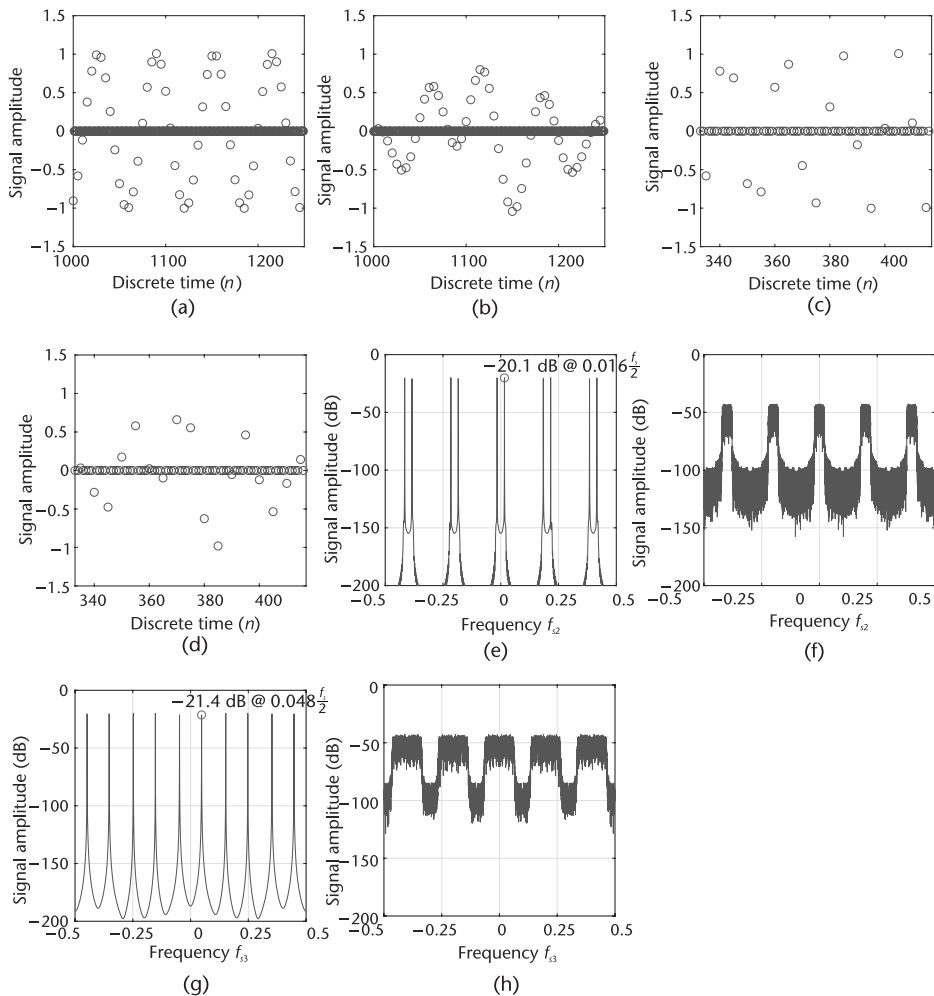 1.5
1
0.5
0
−0.5
−1
−1.5
Signal amplitude
1000 1100 1200
Discrete time (n)
(a)
1.5
1
0.5
0
−0.5
−1
−1.5
Signal amplitude
1000 1100 1200
Discrete time (n)
(b)
1.5
1
0.5
0
−0.5
−1
−1.5
Signal amplitude
340 360 380 400
Discrete time (n)
(c)
1.5
1
0.5
0
−0.5
−1
−1.5
Signal amplitude
340 360 380 400
Discrete time (n)
(d)
0
−50
−100
−150
−200
Signal amplitude (dB)
−20.1 dB @ 0.016 fs/2
−0.5 −0.25 0 0.25 0.5
Frequency fs2
(e)
0
−50
−100
−150
−200
Signal amplitude (dB)
−0.5 −0.25 0 0.25 0.5
Frequency fs2
(f)
0
−50
−100
−150
−200
Signal amplitude (dB)
−21.4 dB @ 0.048 fs/2
−0.5 −0.25 0 0.25 0.5
Frequency fs3
(g)
0
−50
−100
−150
−200
Signal amplitude (dB)
−0.5 −0.25 0 0.25 0.5
Frequency fs3
(h)